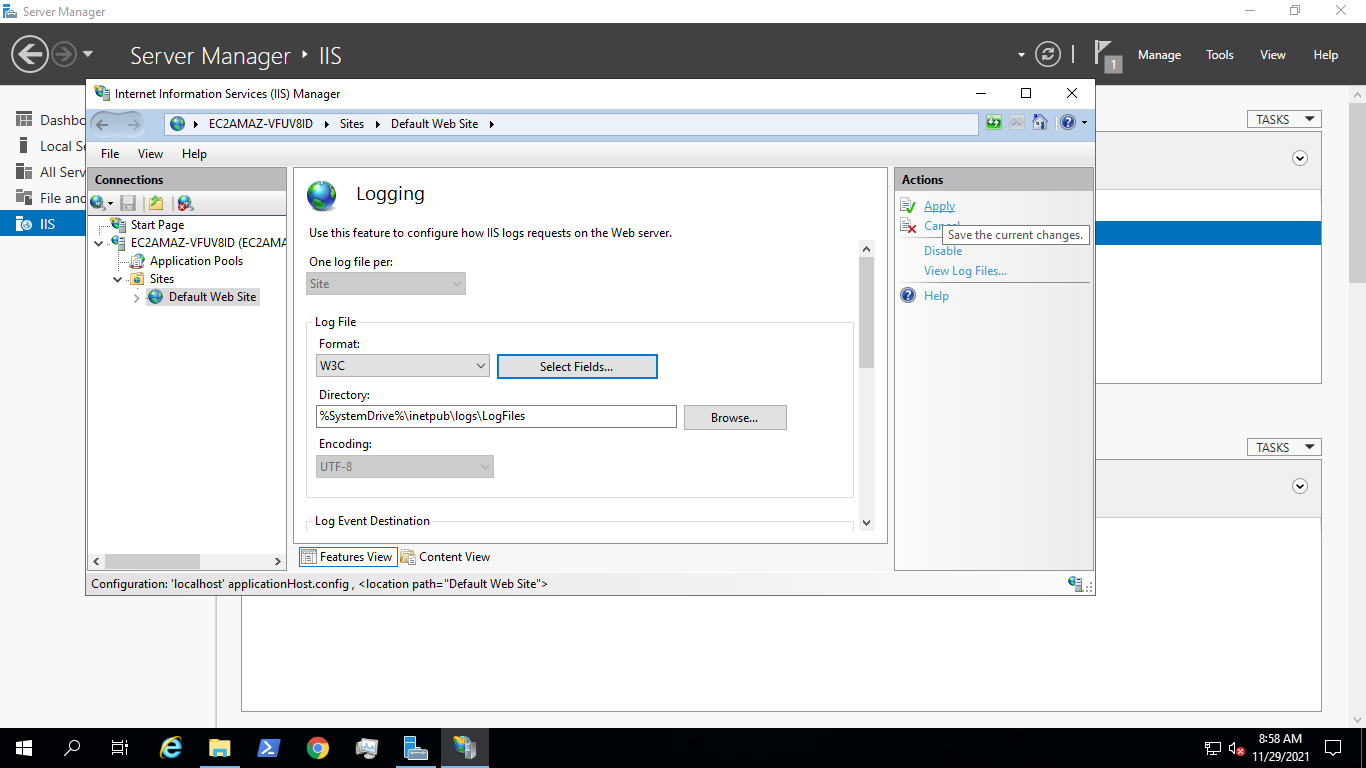 Server Manager
Server Manager ‣ IIS
1
Manage Tools View Help
Dashbo
Local Se
All Serv
File and
IIS
TASKS
TASKS
Internet Information Services (IIS) Manager
EC2AMAZ-VFUV8ID Sites Default Web Site
File View Help
Connections
Start Page
EC2AMAZ-VFUV8ID (EC2AMA
Application Pools
Sites
Default Web Site
Logging
Use this feature to configure how IIS logs requests on the Web server.
One log file per:
Site
Log File
Format:
W3C
Select Fields...
Directory:
%SystemDrive%\inetpub\logs\LogFiles
Browse...
Encoding:
UTF-8
Log Event Destination
Features View Content View
Actions
Apply
Cance
Save the current changes.
Disable
View Log Files...
Help
Configuration: 'localhost' applicationHost.config , <location path="Default Web Site">
8:58 AM
11/29/2021